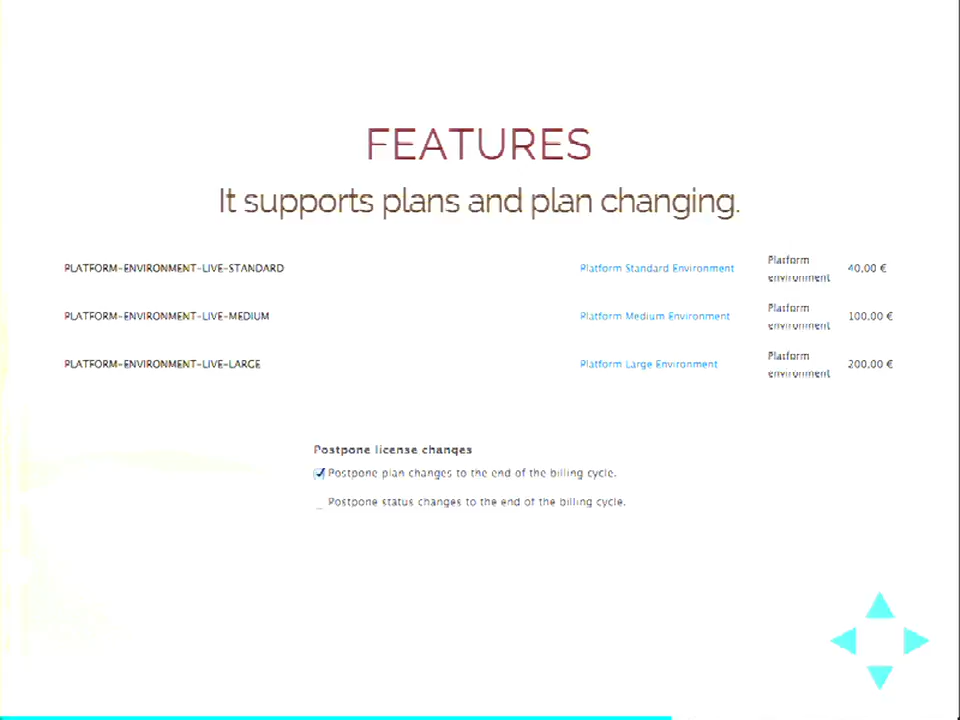 FEATURES
It supports plans and plan changing.
PLATFORM-ENVIRONMENT-LIVE-STANDARD Platform Standard Environment Platform environment 40,00 €
PLATFORM-ENVIRONMENT-LIVE-MEDIUM Platform Medium Environment Platform environment 100,00 €
PLATFORM-ENVIRONMENT-LIVE-LARGE Platform Large Environment Platform environment 200,00 €
Postpone license changes
Postpone plan changes to the end of the billing cycle.
Postpone status changes to the end of the billing cycle.